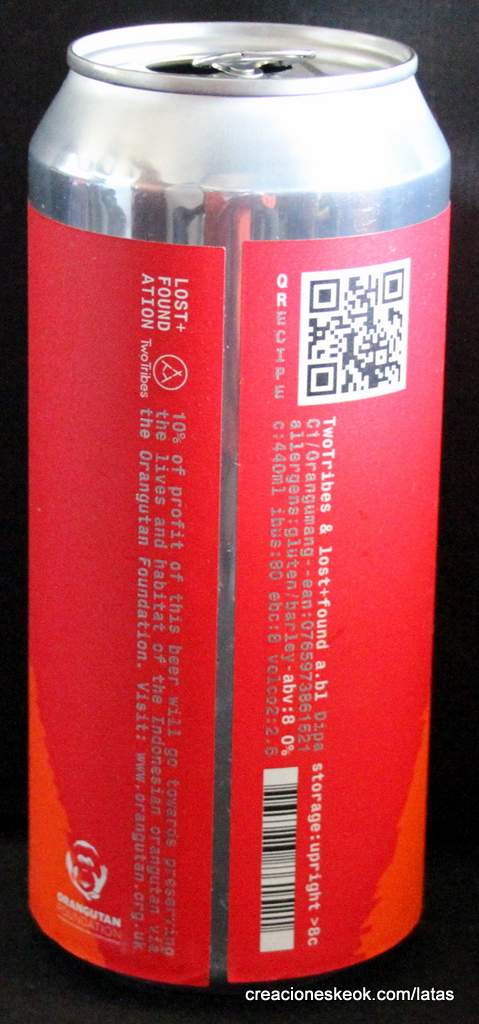 LOST+
FOUND
ATION
TwoTribes
10% of profit of this beer will go towards preserving
the lives and habitat of the Indonesian orangutan via
the Orangutan Foundation. Visit: www.orangutan.org.uk
ORANGUTAN
FOUNDATION
QRECIPE
TwoTribes & lost+found a.b1 Dipa storage:upright >8c
C1/Orangumang--ean:0765973861621
allergens:gluten/barley-abv:8 0%
c:440ml ibus:80 ebc:8 volco2:2.6
creacioneskeok.com/latas